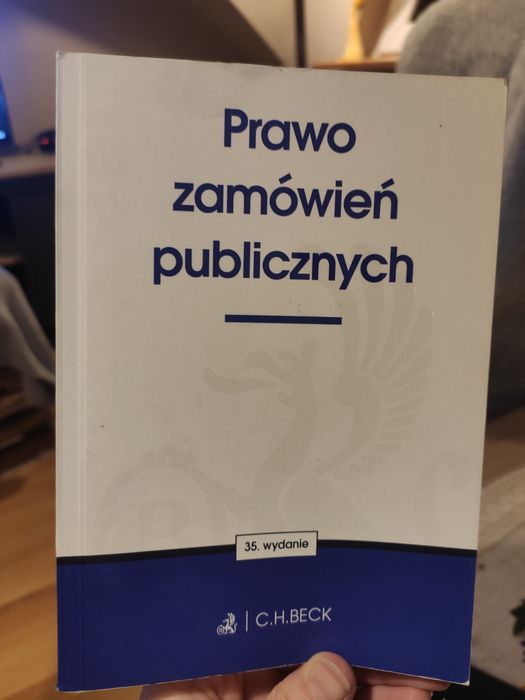 Prawo
zamówień
publicznych
35. wydanie
C.H.BECK